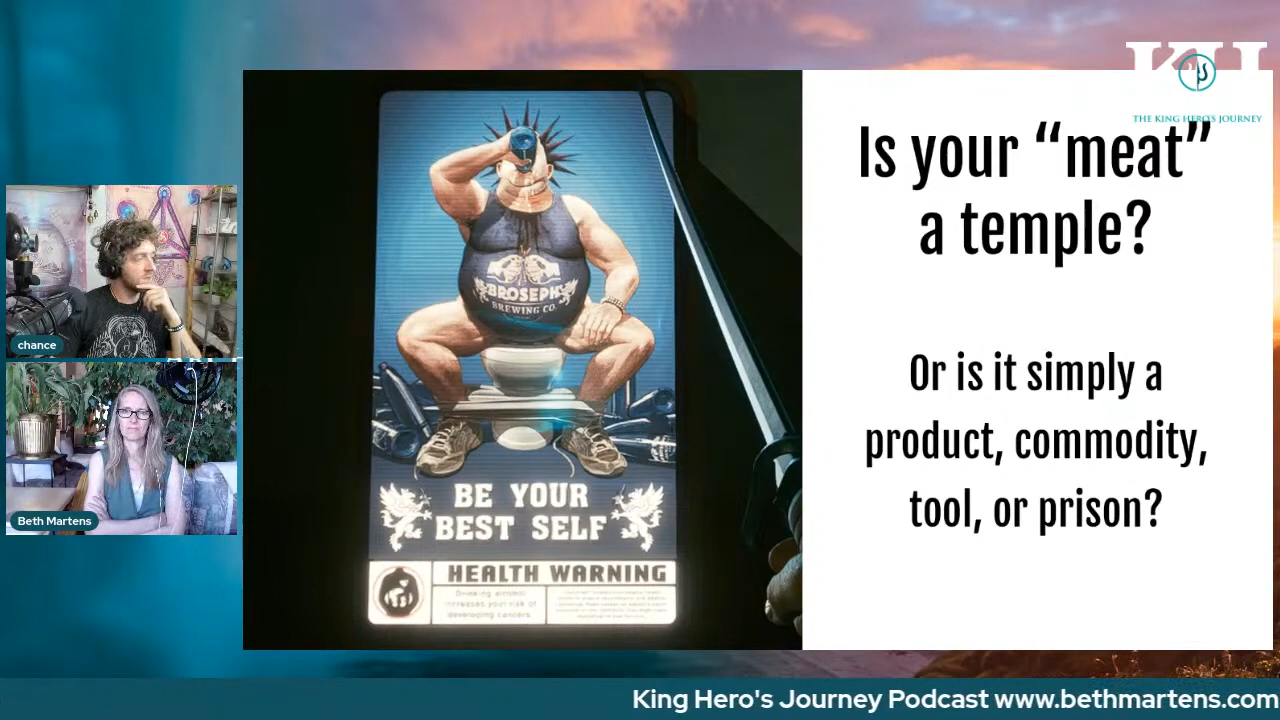 THE KING HERO'S JOURNEY
Is your “meat”
a temple?
Or is it simply a
product, commodity,
tool, or prison?
BROSEPH
BREWING CO.
BE YOUR
BEST SELF
HEALTH WARNING
Drinking alcohol
increases your risk of
developing cancers
chance
Beth Martens
King Hero's Journey Podcast www.bethmartens.com